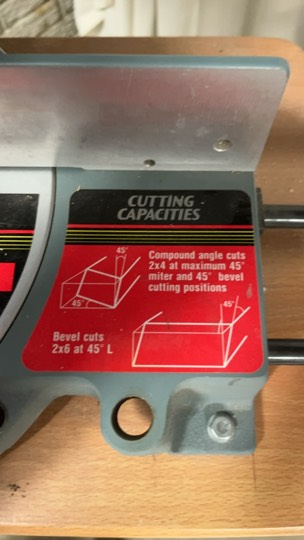 CUTTING
CAPACITIES
45°
Compound angle cuts
2x4 at maximum 45°
miter and 45° bevel
cutting positions
45°
45°
Bevel cuts
2x6 at 45° L